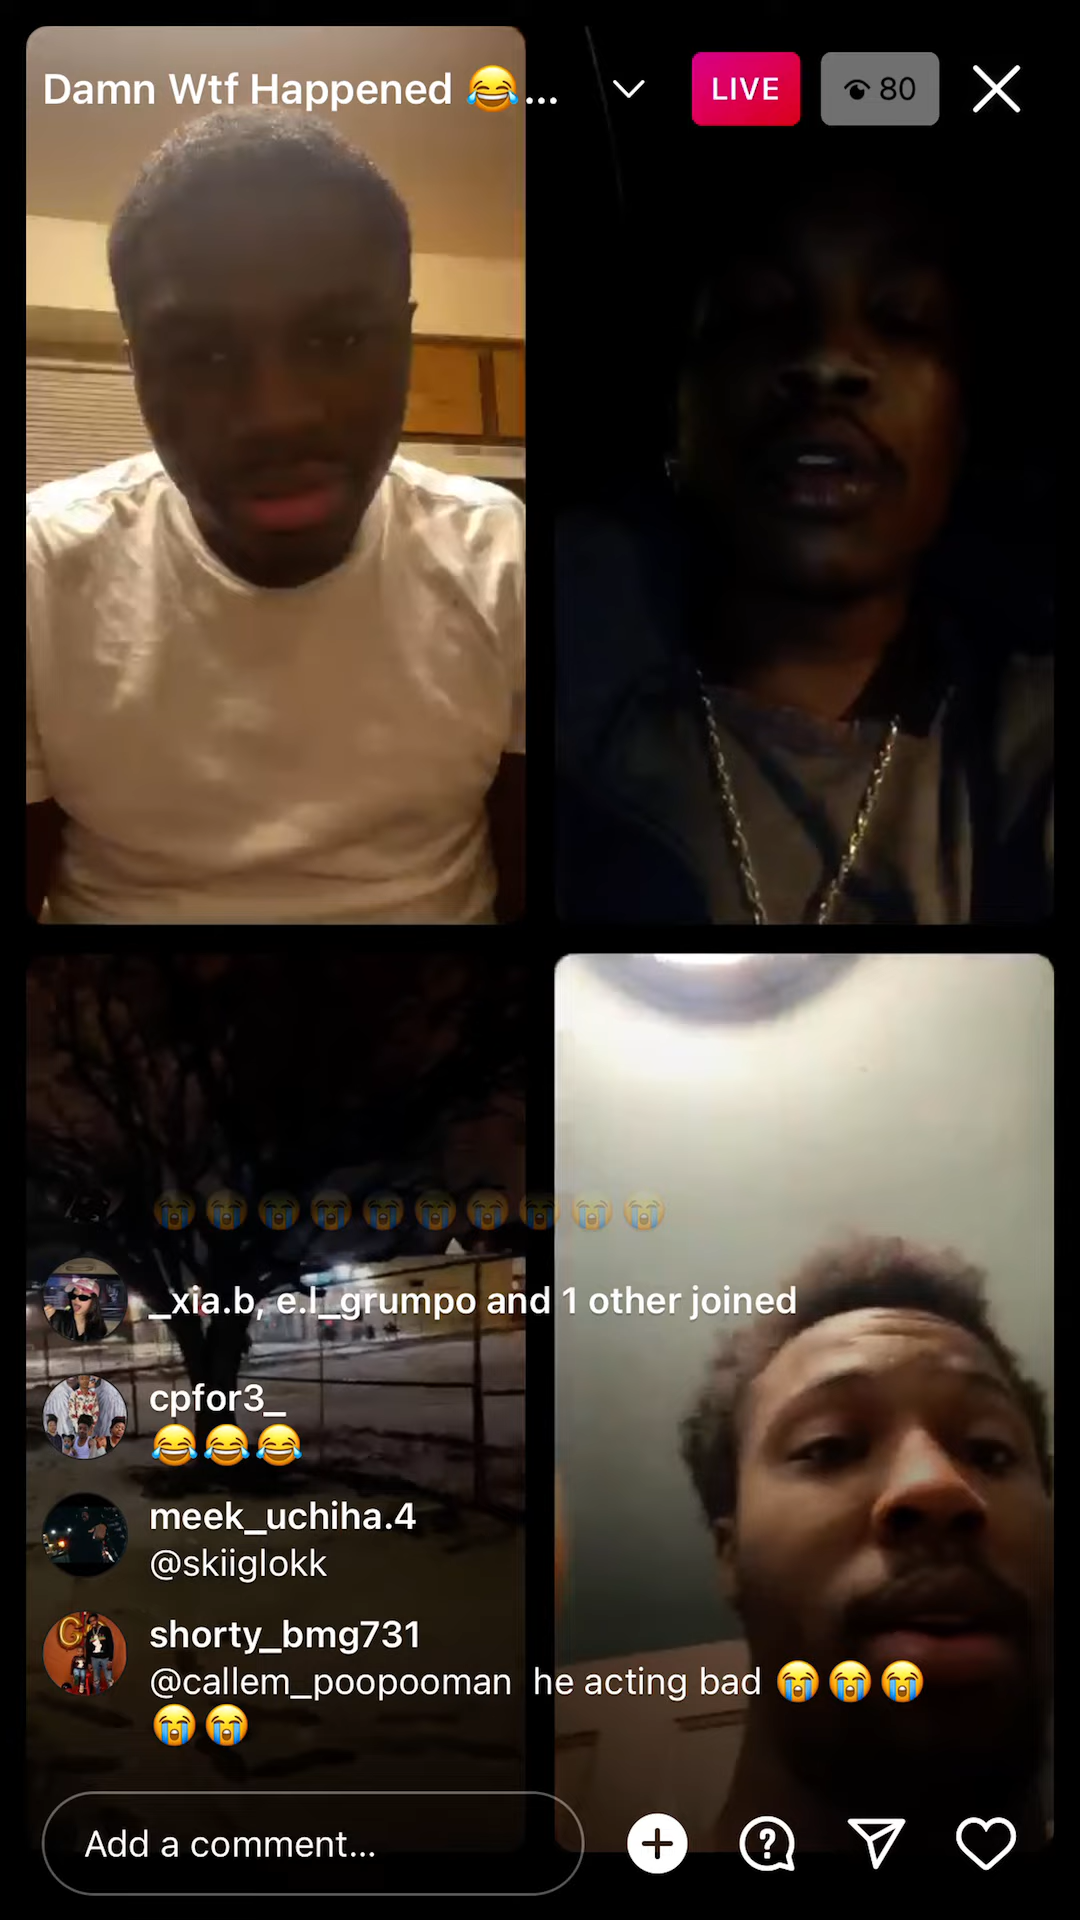 Damn Wtf Happened 😂...
LIVE
80
😭😭😭😭😭😭😭😭😭😭
_xia.b, e.l_grumpo and 1 other joined
cpfor3_
😂😂😂
meek_uchiha.4
@skiiglokk
shorty_bmg731
@callem_poopooman he acting bad 😭😭😭
😭😭
Add a comment...